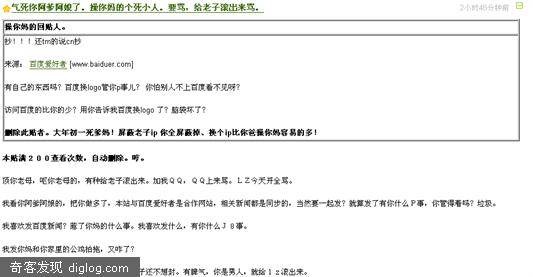 气死你阿爹阿娘了。操你妈的个死小人。要骂，给老子滚出来骂。
2小时48分钟前
操你妈的回贴人。
抄！！！还tm的说cn抄
来源： 百度爱好者 [www.baiduer.com]
有自己的东西吗？百度换logo管你p事儿？ 你怕别人不上百度看不见呀？
访问百度的比你的少？用你告诉我百度换logo 了？脑袋坏了？
删除此贴者。大年初一死爹妈！屏蔽老子ip 你全屏蔽掉、换个ip比你爸操你妈容易的多！
本贴满２００查看次数，自动删除。哼。
顶你老母，呕你老母的，有种给老子滚出来。加我ＱＱ，ＱＱ上来骂。ＬＺ今天开全骂。
我看你阿爹阿娘的，把你做多了，本站与百度爱好者是合作网站，相关新闻都是同步的，当然要一起发？就算发了有你什么Ｐ事，你管得着吗？垃圾。
我喜欢发百度新闻？惹了你妈的什么事。我喜欢发什么，有你什么Ｊ８事。
我发你妈和你家里的公鸡拍拖，又咋了？
子还不想封。有脾气，你是男人，就给１ｚ滚出来。
奇客发现 diglog.com